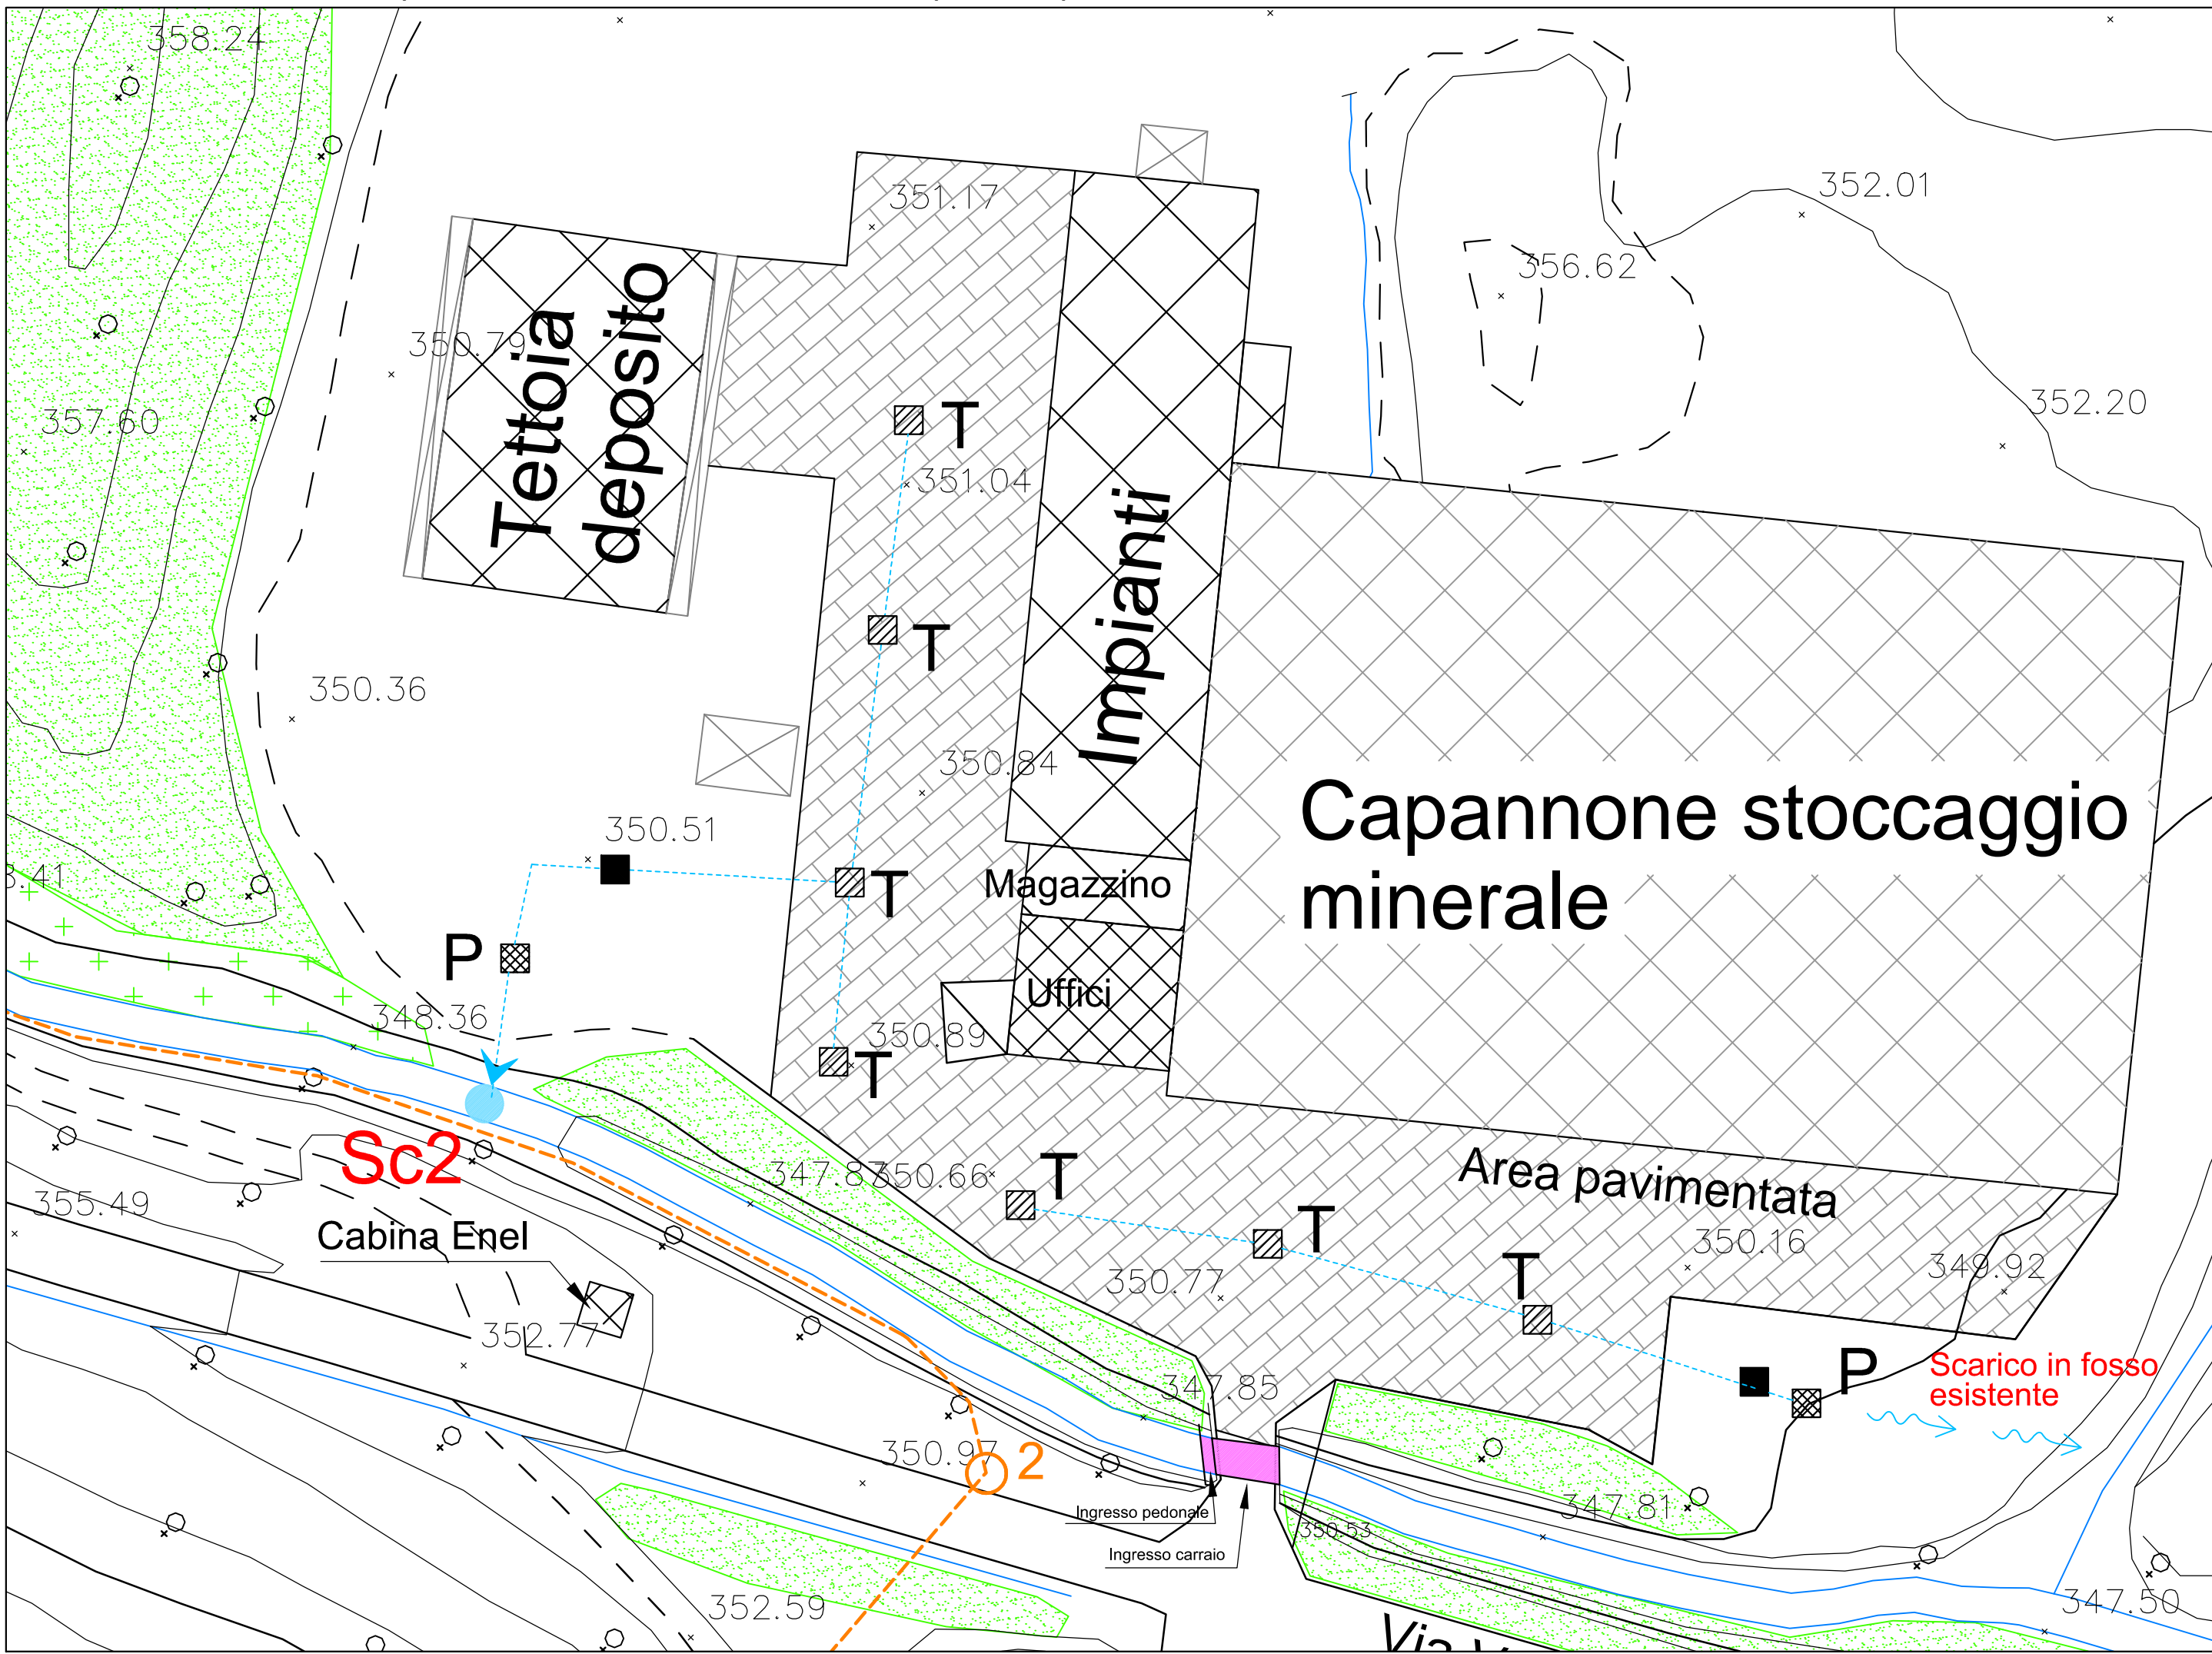 358.24
351.17
352.01
356.62
350.79
Tettoia
deposito
357.60
352.20
T
351.04
Impianti
T
350.36
350.84
350.51
Capannone stoccaggio
minerale
8.41
T
Magazzino
P
Uffici
348.36
350.89
T
Sc2
347.87
350.66
T
Area pavimentata
355.49
Cabina Enel
T
350.16
350.77
T
349.92
352.77
347.85
P
Scarico in fosso
esistente
350.97
2
Ingresso pedonale
350.53
347.81
Ingresso carraio
352.59
347.50
Via